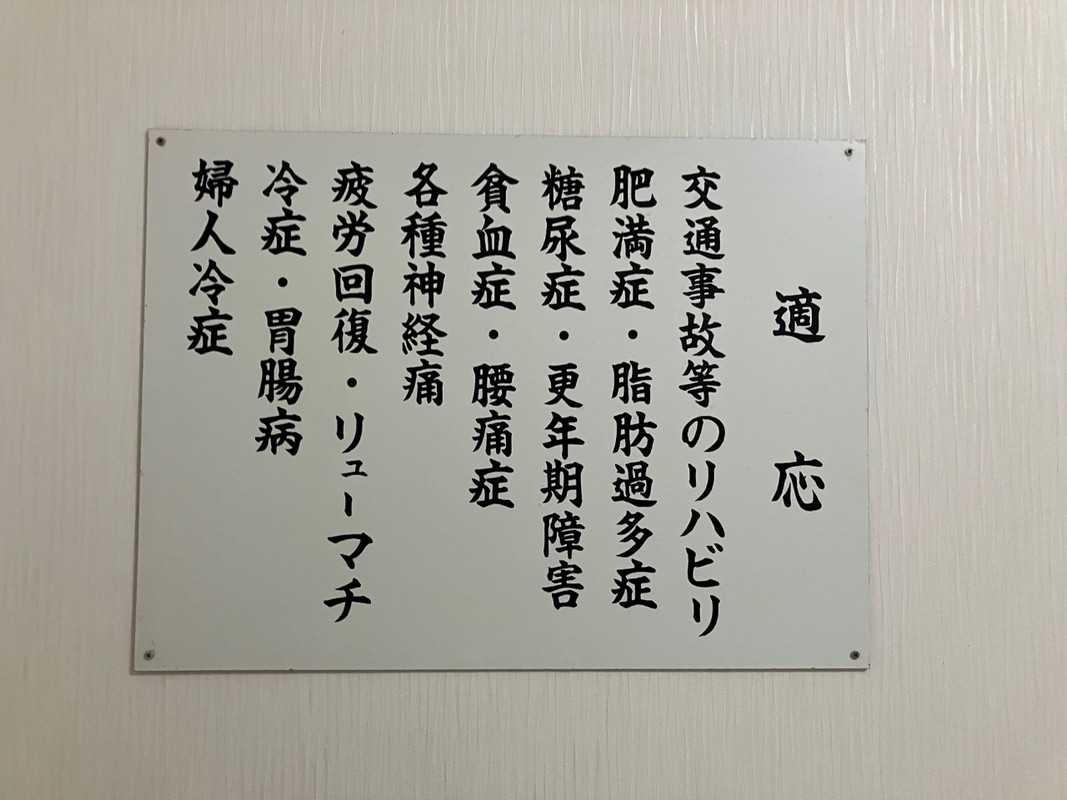 適応
交通事故等のリハビリ
肥満症・脂肪過多症
糖尿症・更年期障害
貧血症・腰痛症
各種神経痛
疲労回復・リューマチ
冷症・胃腸病
婦人冷症